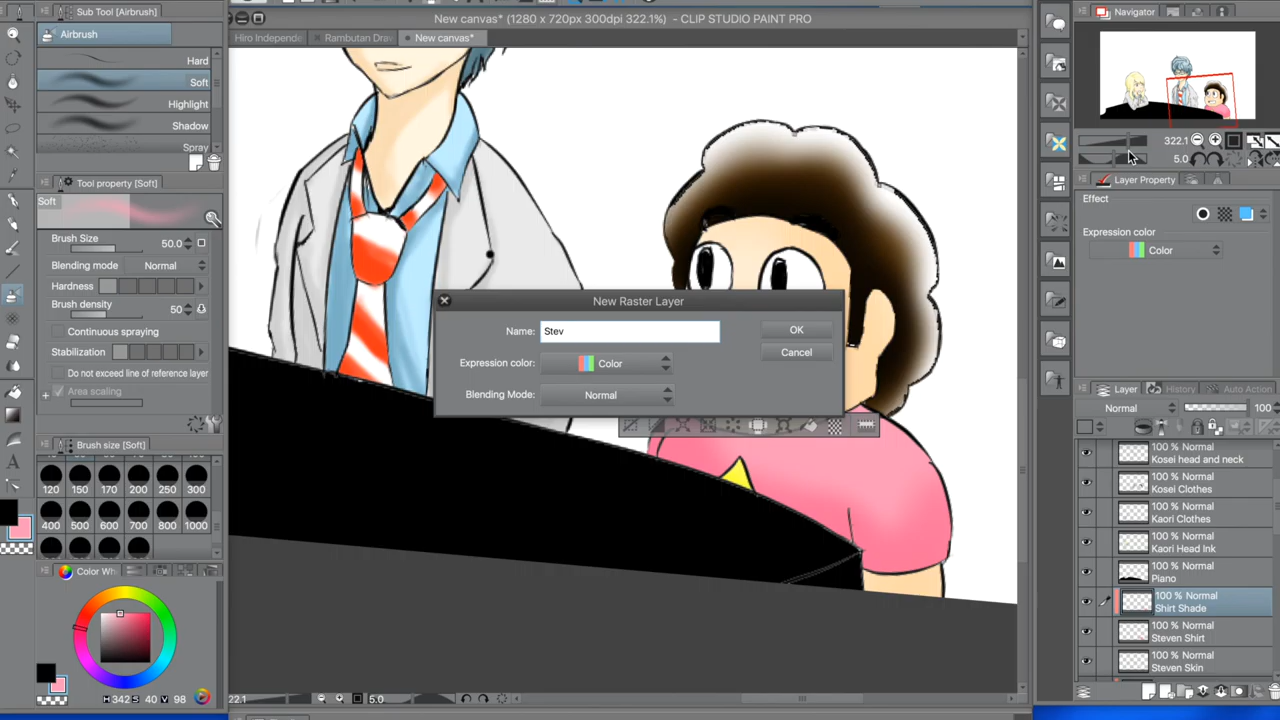 Sub Tool [Airbrush]
Airbrush
Hard
Soft
Highlight
Shadow
Spray
Tool property [Soft]
Soft
Brush Size 50.0
Blending mode Normal
Hardness
Brush density 50
Continuous spraying
Stabilization
Do not exceed line of reference layer
Area scaling
Brush size [Soft]
120 150 170 200 250 300
400 500 600 700 800 1000
Color Wh
H 342 S 40 V 98
New canvas* (1280 x 720px 300dpi 322.1%) - CLIP STUDIO PAINT PRO
Hiro Independe
Rambutan Dra
New canvas*
New Raster Layer
Name: Stev
OK
Expression color: Color
Cancel
Blending Mode: Normal
22.1
5.0
Navigator
322.1
5.0
Layer Property
Effect
Expression color
Color
Layer
History
Auto Action
Normal 100
100 % Normal
Kosei head and neck
100 % Normal
Kosei Clothes
100 % Normal
Kaori Clothes
100 % Normal
Kaori Head Ink
100 % Normal
Piano
100 % Normal
Shirt Shade
100 % Normal
Steven Shirt
100 % Normal
Steven Skin